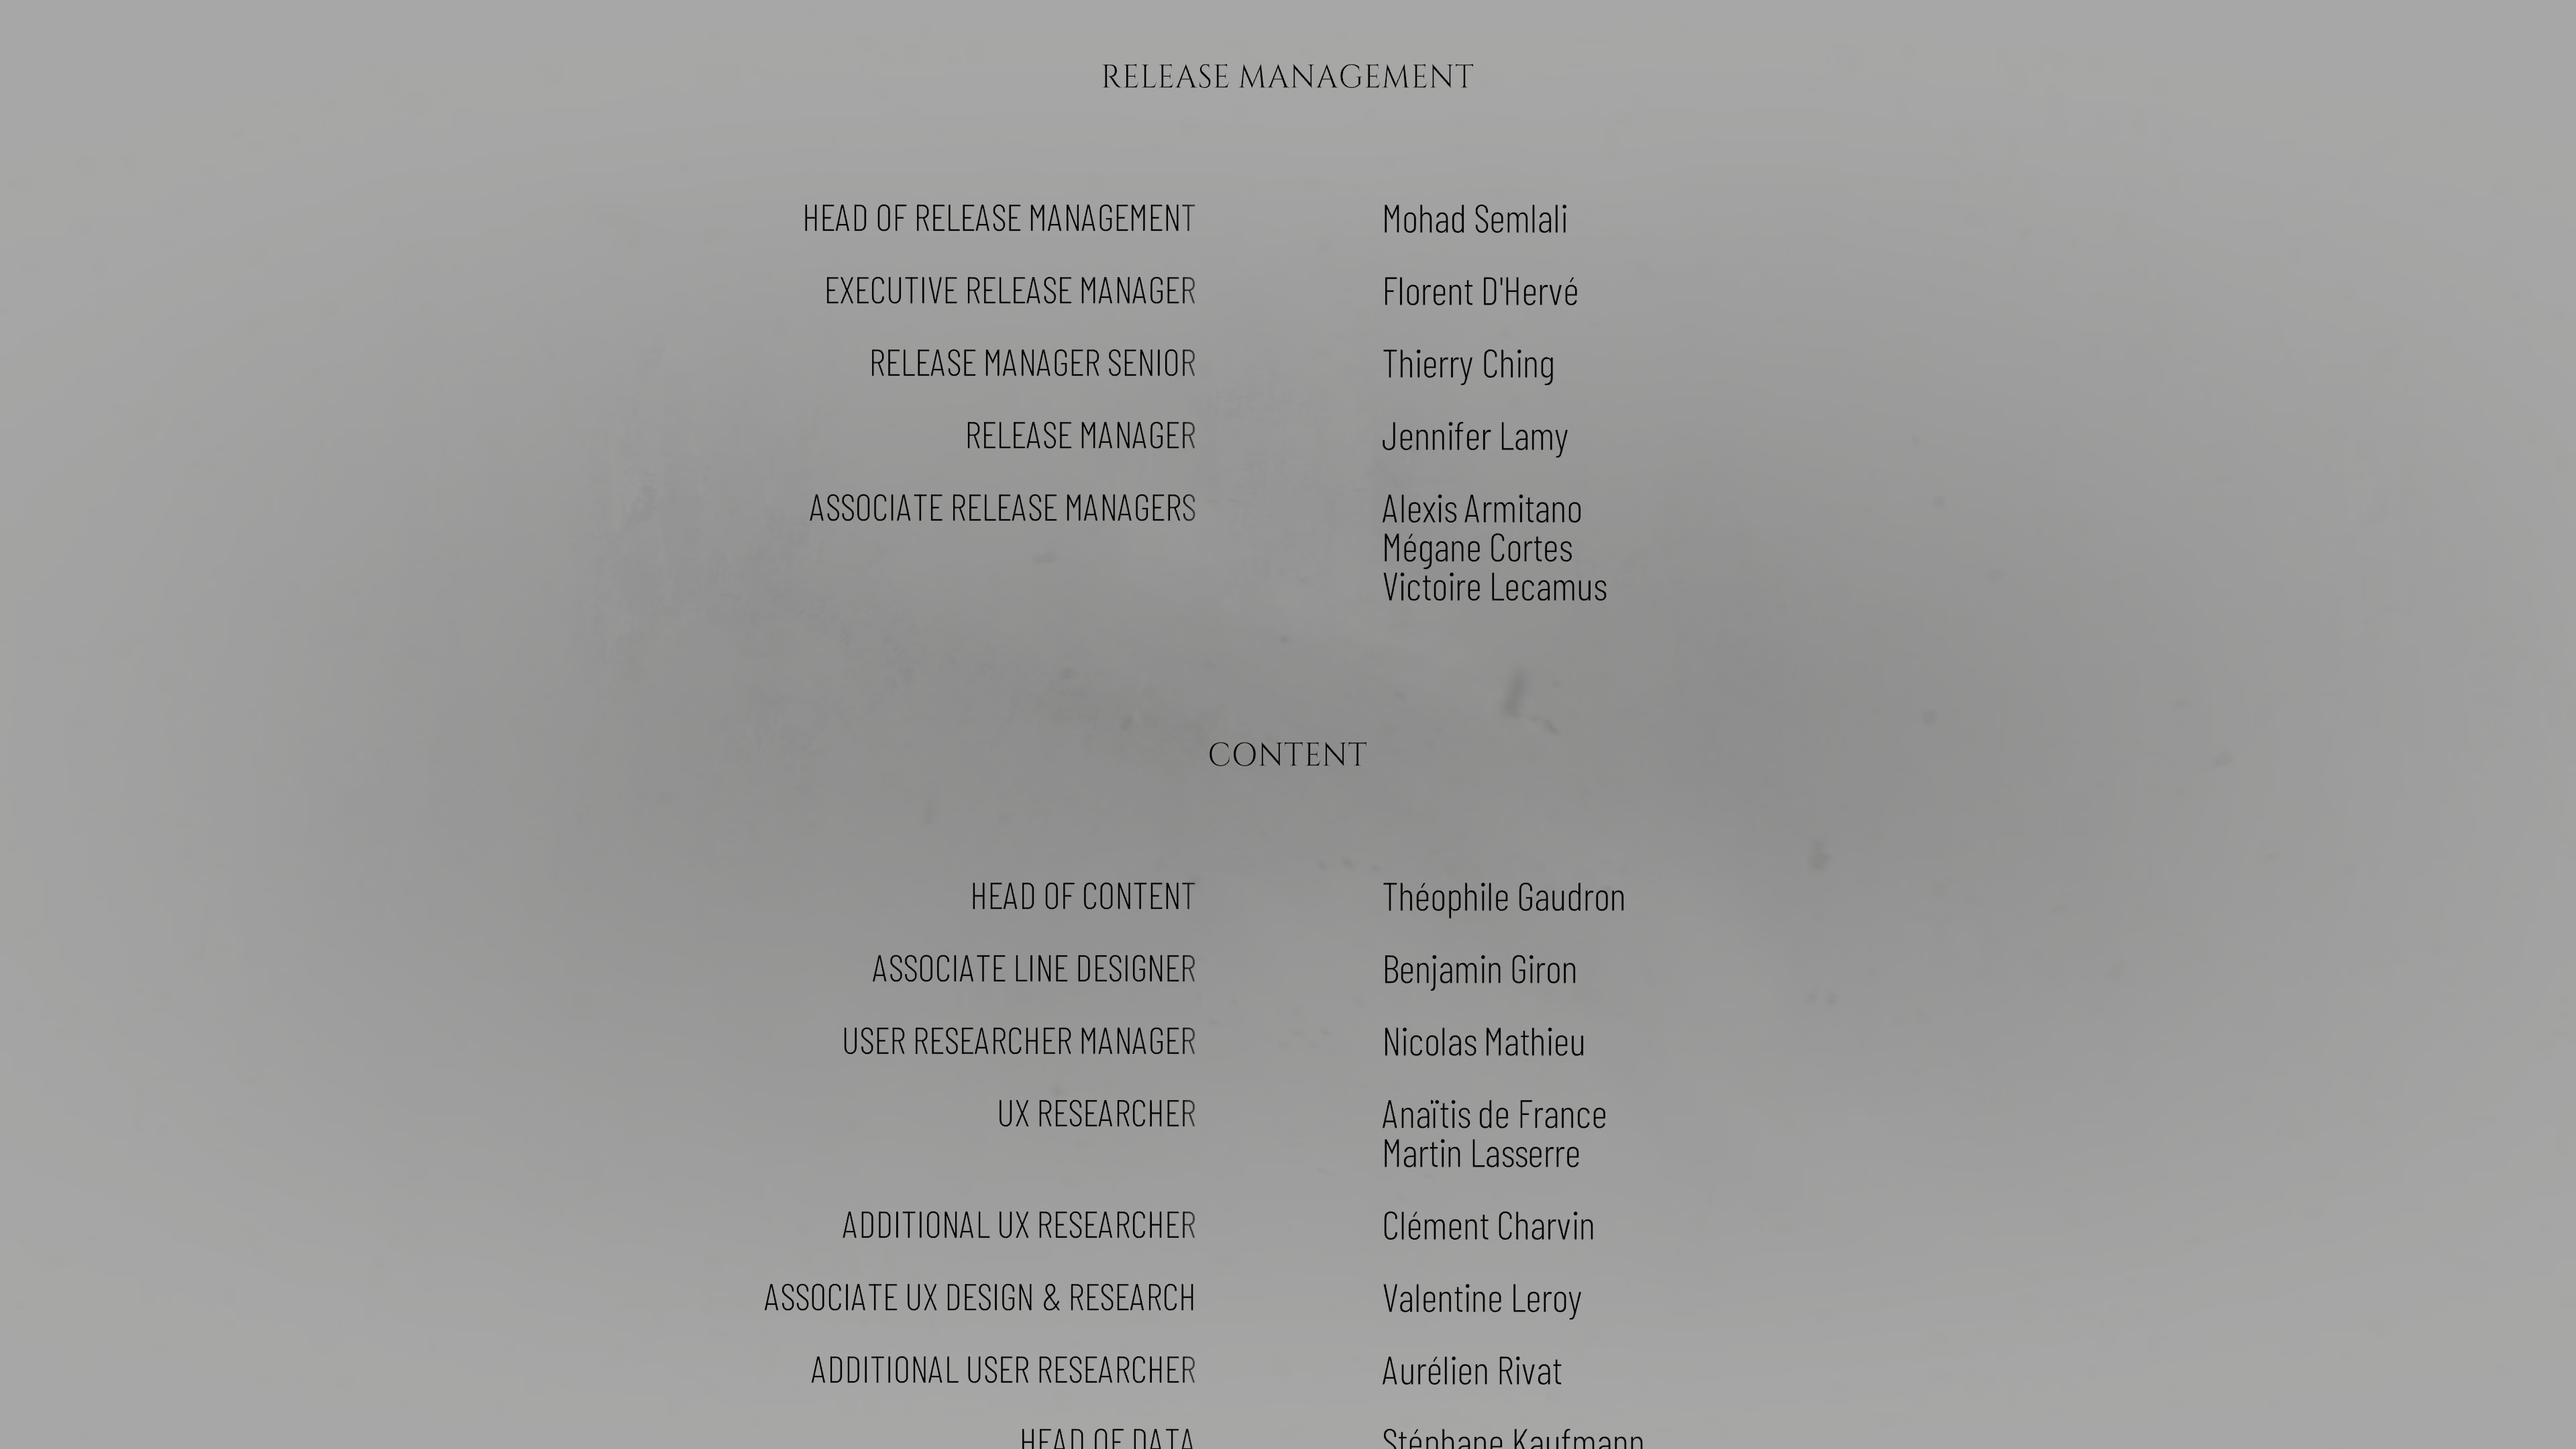 RELEASE MANAGEMENT
HEAD OF RELEASE MANAGEMENT Mohad Semlali
EXECUTIVE RELEASE MANAGER Florent D'Hervé
RELEASE MANAGER SENIOR Thierry Ching
RELEASE MANAGER Jennifer Lamy
ASSOCIATE RELEASE MANAGERS Alexis Armitano
Mégane Cortes
Victoire Lecamus
CONTENT
HEAD OF CONTENT Théophile Gaudron
ASSOCIATE LINE DESIGNER Benjamin Giron
USER RESEARCHER MANAGER Nicolas Mathieu
UX RESEARCHER Anaïtis de France
Martin Lasserre
ADDITIONAL UX RESEARCHER Clément Charvin
ASSOCIATE UX DESIGN & RESEARCH Valentine Leroy
ADDITIONAL USER RESEARCHER Aurélien Rivat
HEAD OF DATA Stéphane Kaufmann